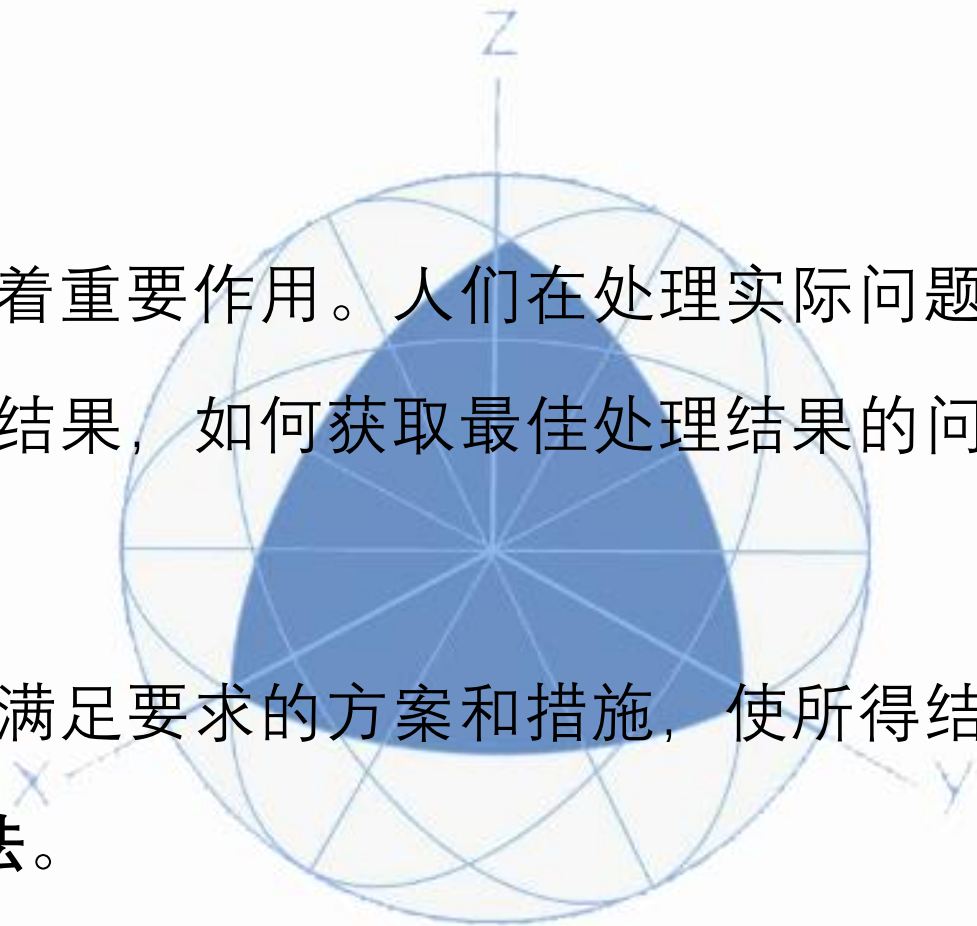 Z
着重要作用。人们在处理实际问题
结果，如何获取最佳处理结果的问
满足要求的方案和措施，使所得结
X Y
法。